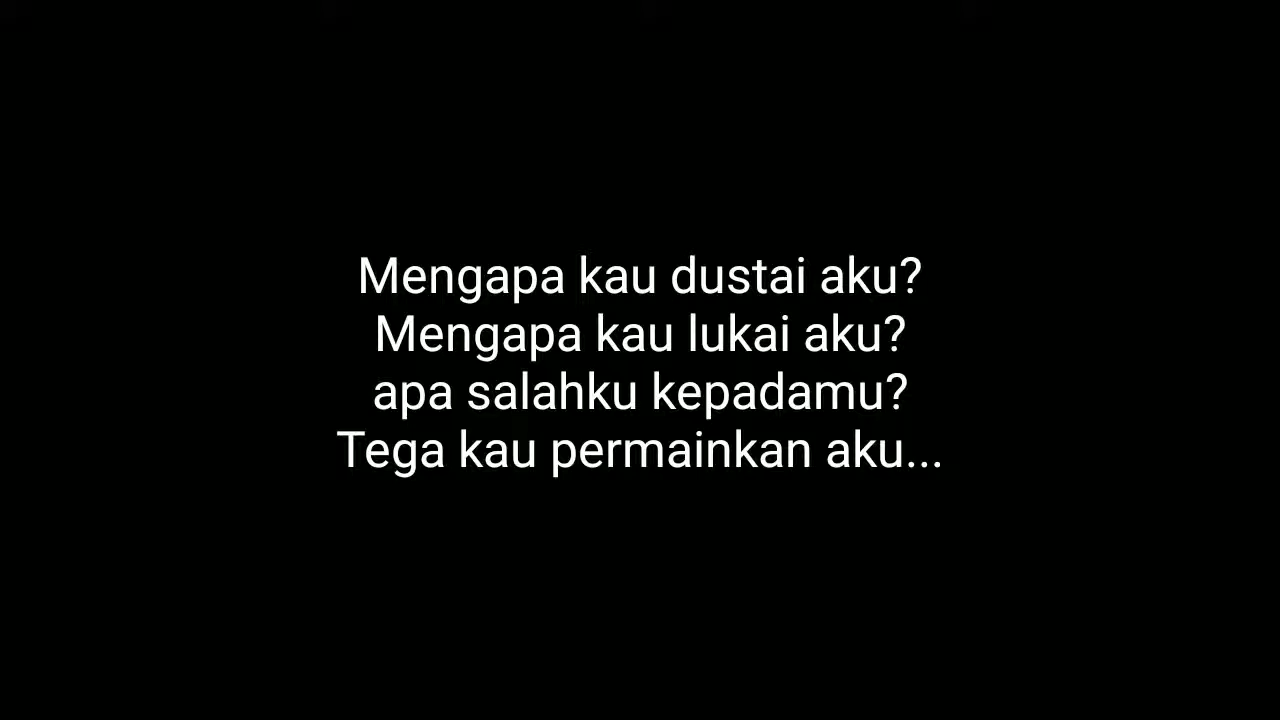 Mengapa kau dustai aku?
Mengapa kau lukai aku?
apa salahku kepadamu?
Tega kau permainkan aku...